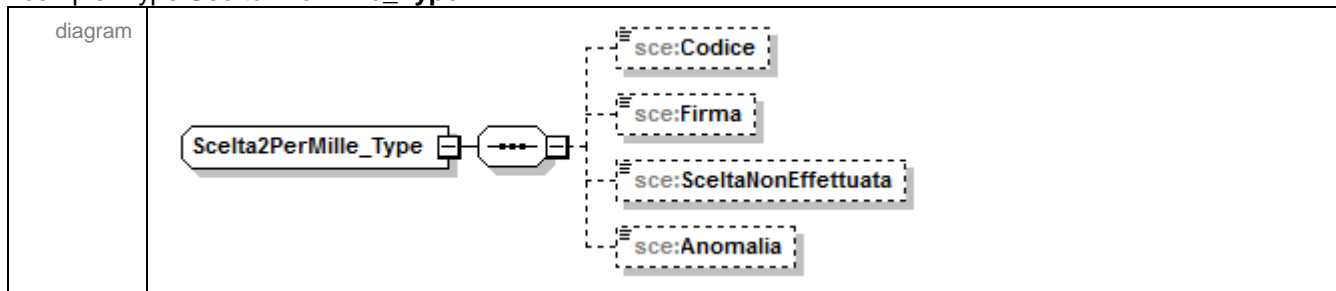 diagram
sce:Codice
sce:Firma
Scelta2PerMille_Type
sce:SceltaNonEffettuata
sce:Anomalia